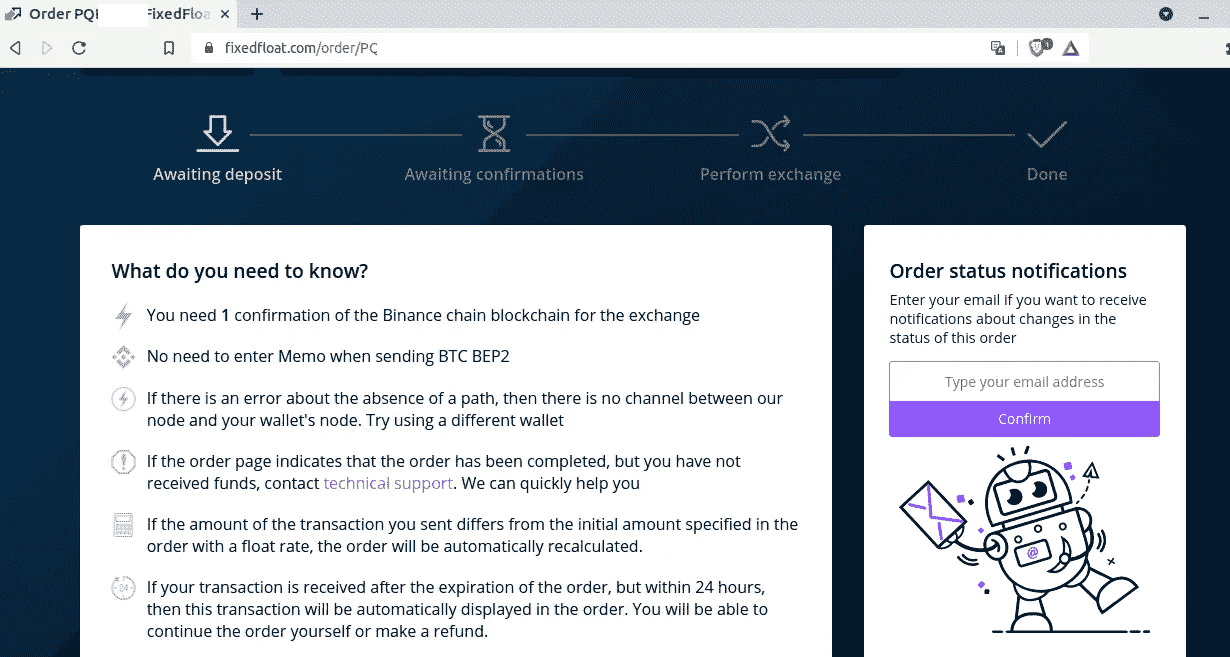 Order PQ FixedFloa
fixedfloat.com/order/PQ
Awaiting deposit
Awaiting confirmations
Perform exchange
Done
What do you need to know?
You need 1 confirmation of the Binance chain blockchain for the exchange
No need to enter Memo when sending BTC BEP2
If there is an error about the absence of a path, then there is no channel between our
node and your wallet's node. Try using a different wallet
If the order page indicates that the order has been completed, but you have not
received funds, contact technical support. We can quickly help you
If the amount of the transaction you sent differs from the initial amount specified in the
order with a float rate, the order will be automatically recalculated.
24
If your transaction is received after the expiration of the order, but within 24 hours,
then this transaction will be automatically displayed in the order. You will be able to
continue the order yourself or make a refund.
Order status notifications
Enter your email if you want to receive
notifications about changes in the
status of this order
Type your email address
Confirm
@